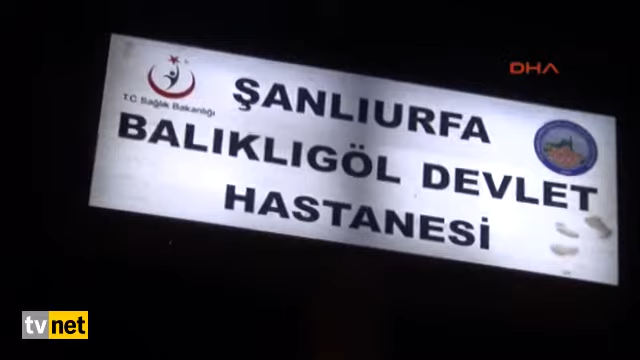 DHA
T.C. Sağlık Bakanlığı
ŞANLIURFA
BALIKLIGÖL DEVLET
HASTANESİ
tvnet